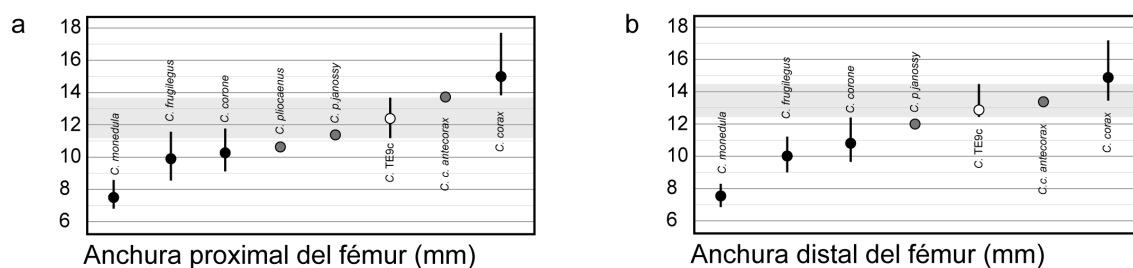 a
18
16
14
12
10
8
6
C. monedula
C. frugilegus
C. corone
C. pliocaenus
C. p. janossy
C. TE9c
C. c. antecorax
C. corax
Anchura proximal del fémur (mm)
b
18
16
14
12
10
8
6
C. monedula
C. frugilegus
C. corone
C. p janossy
C. TE9c
C.c. antecorax
C. corax
Anchura distal del fémur (mm)